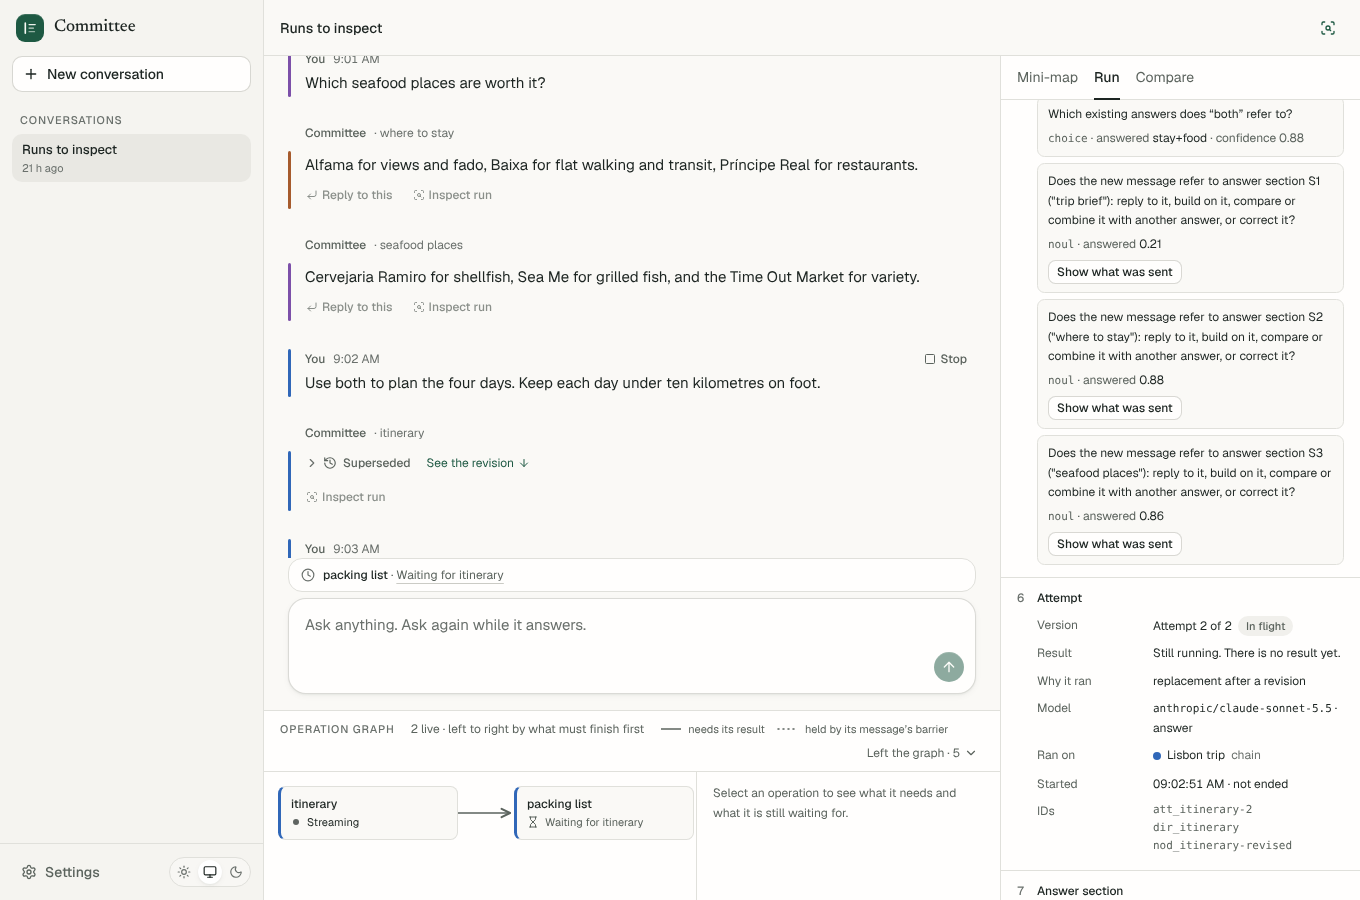 Committee
New conversation
CONVERSATIONS
Runs to inspect
21 h ago
Settings
Runs to inspect
You 9:01 AM
Which seafood places are worth it?
Committee · where to stay
Alfama for views and fado, Baixa for flat walking and transit, Príncipe Real for restaurants.
Reply to this Inspect run
Committee · seafood places
Cervejaria Ramiro for shellfish, Sea Me for grilled fish, and the Time Out Market for variety.
Reply to this Inspect run
You 9:02 AM Stop
Use both to plan the four days. Keep each day under ten kilometres on foot.
Committee · itinerary
Superseded See the revision ↓
Inspect run
You 9:03 AM
packing list · Waiting for itinerary
Ask anything. Ask again while it answers.
OPERATION GRAPH 2 live · left to right by what must finish first needs its result held by its message's barrier
Left the graph · 5
itinerary
Streaming
packing list
Waiting for itinerary
Select an operation to see what it needs and
what it is still waiting for.
Mini-map Run Compare
Which existing answers does “both” refer to?
choice · answered stay+food · confidence 0.88
Does the new message refer to answer section S1
("trip brief"): reply to it, build on it, compare or
combine it with another answer, or correct it?
noul · answered 0.21
Show what was sent
Does the new message refer to answer section S2
("where to stay"): reply to it, build on it, compare or
combine it with another answer, or correct it?
noul · answered 0.88
Show what was sent
Does the new message refer to answer section S3
("seafood places"): reply to it, build on it, compare or
combine it with another answer, or correct it?
noul · answered 0.86
Show what was sent
6 Attempt
Version Attempt 2 of 2 In flight
Result Still running. There is no result yet.
Why it ran replacement after a revision
Model anthropic/claude-sonnet-5.5 ·
answer
Ran on Lisbon trip chain
Started 09:02:51 AM · not ended
IDs att_itinerary-2
dir_itinerary
nod_itinerary-revised
7 Answer section